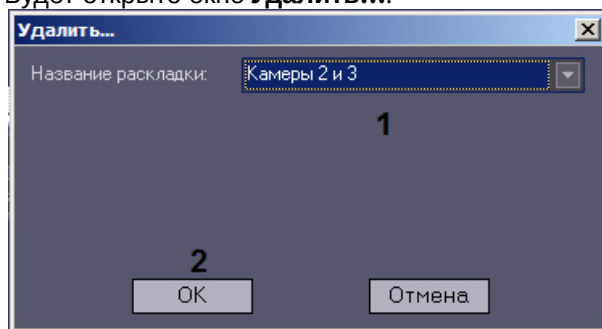 Будет открыто окно Удалить....
Удалить...
Название раскладки: Камеры 2 и 3
1
2
OK Отмена